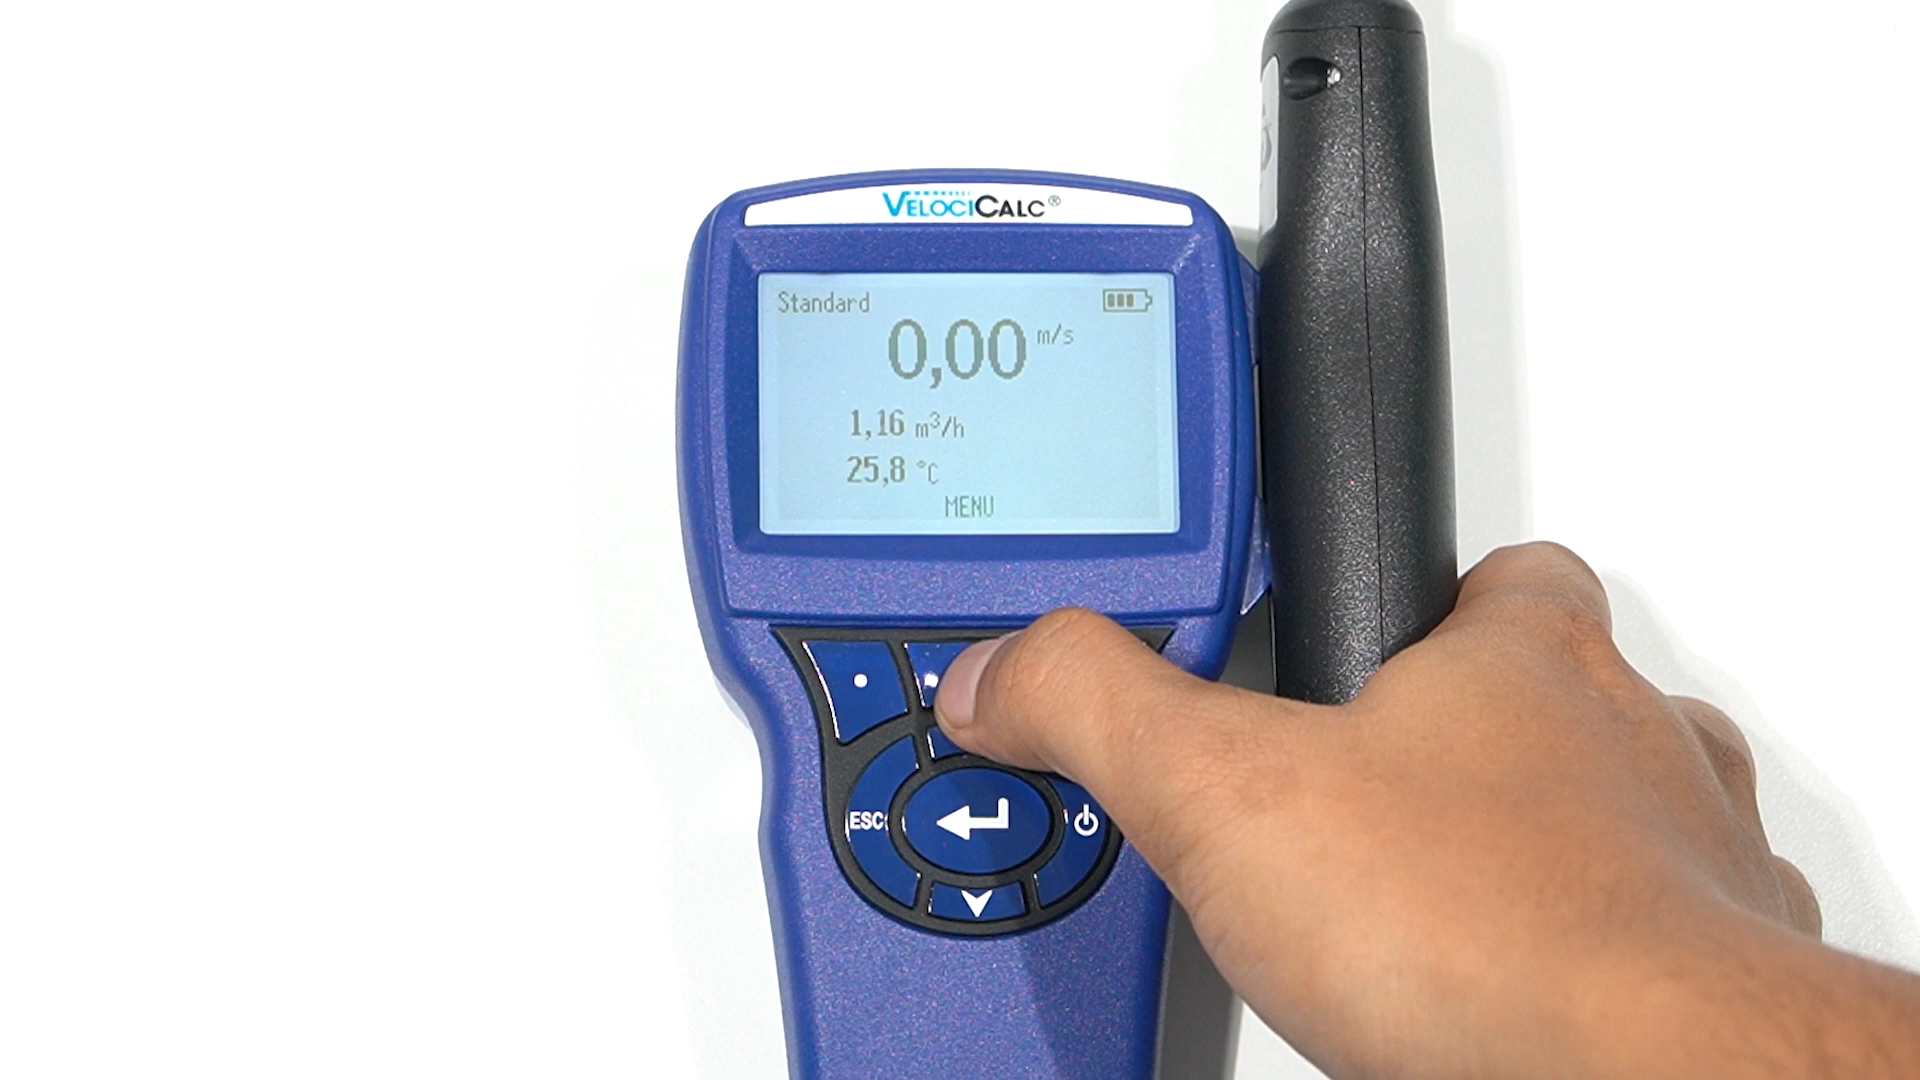 VELOCICALC®
Standard
0,00 m/s
1,16 m³/h
25,8 °C
MENU
ESC